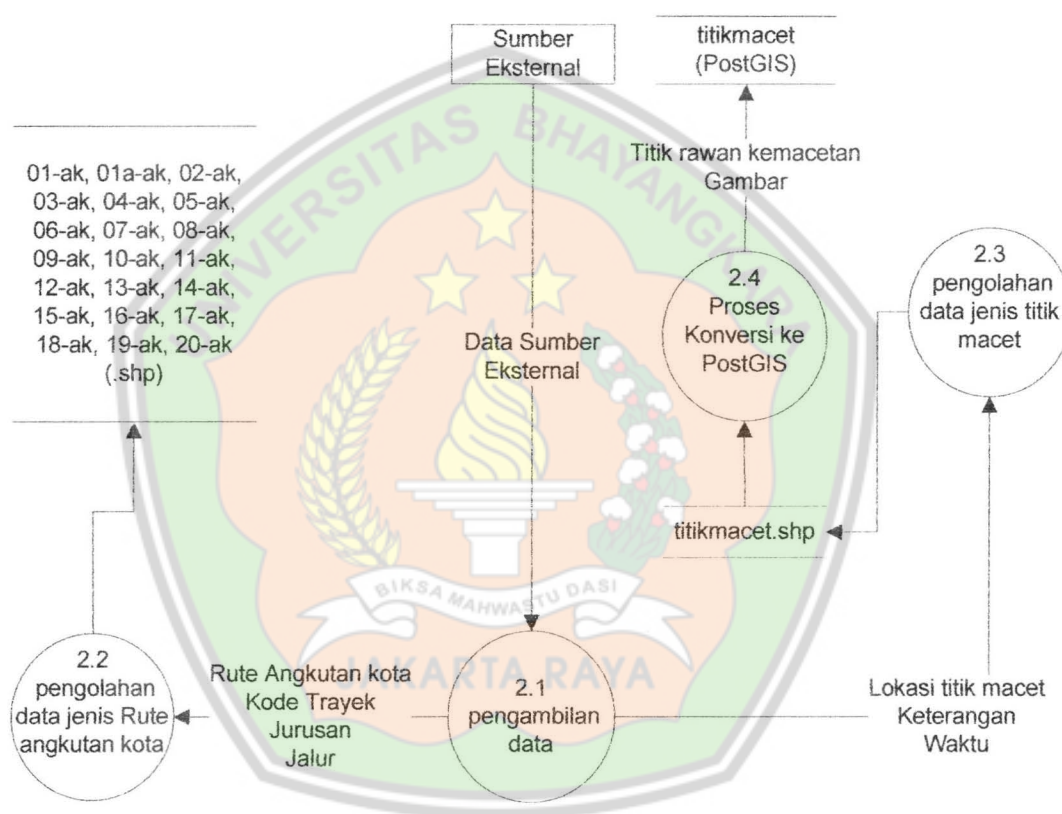 Sumber
Eksternal
titikmacet
(PostGIS)
01-ak, 01a-ak, 02-ak,
03-ak, 04-ak, 05-ak,
06-ak, 07-ak, 08-ak,
09-ak, 10-ak, 11-ak,
12-ak, 13-ak, 14-ak,
15-ak, 16-ak, 17-ak,
18-ak, 19-ak, 20-ak
(.shp)
Titik rawan kemacetan
Gambar
2.4
Proses
Konversi ke
PostGIS
2.3
pengolahan
data jenis titik
macet
Data Sumber
Eksternal
titikmacet.shp
2.2
pengolahan
data jenis Rute
angkutan kota
Rute Angkutan kota
Kode Trayek
Jurusan
Jalur
2.1
pengambilan
data
Lokasi titik macet
Keterangan
Waktu
UNIVERSITAS BHAYANGKARA
BIKSA MAHWASTU DASI
JAKARTA RAYA